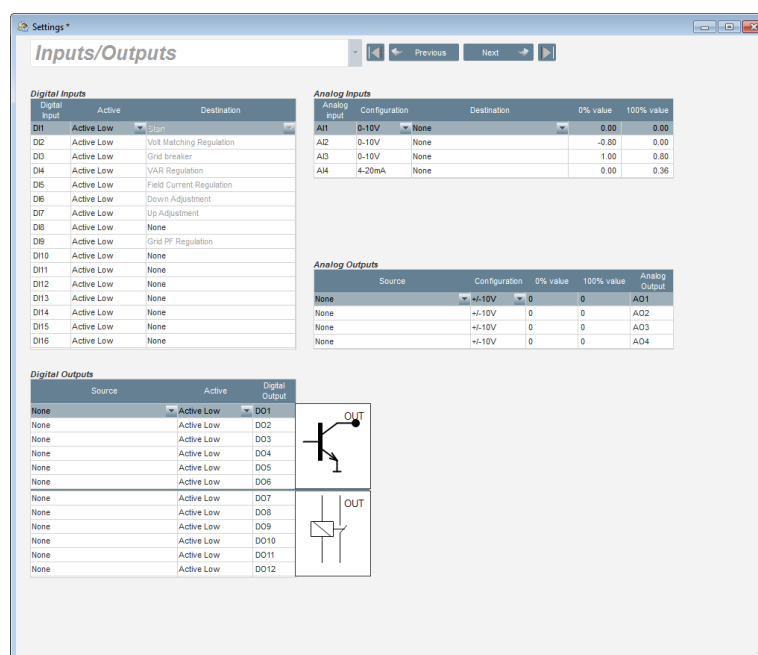 Settings *
Inputs/Outputs
Previous
Next
Digital Inputs
Digital Input Active Destination
DI1 Active Low Start
DI2 Active Low Volt Matching Regulation
DI3 Active Low Grid breaker
DI4 Active Low VAR Regulation
DI5 Active Low Field Current Regulation
DI6 Active Low Down Adjustment
DI7 Active Low Up Adjustment
DI8 Active Low None
DI9 Active Low Grid PF Regulation
DI10 Active Low None
DI11 Active Low None
DI12 Active Low None
DI13 Active Low None
DI14 Active Low None
DI15 Active Low None
DI16 Active Low None
Analog Inputs
Analog input Configuration Destination 0% value 100% value
AI1 0-10V None 0.00 0.00
AI2 0-10V None -0.80 0.00
AI3 0-10V None 1.00 0.80
AI4 4-20mA None 0.00 0.36
Analog Outputs
Source Configuration 0% value 100% value Analog Output
None +/-10V 0 0 AO1
None +/-10V 0 0 AO2
None +/-10V 0 0 AO3
None +/-10V 0 0 AO4
Digital Outputs
Source Active Digital Output
None Active Low DO1
None Active Low DO2
None Active Low DO3
None Active Low DO4
None Active Low DO5
None Active Low DO6
None Active Low DO7
None Active Low DO8
None Active Low DO9
None Active Low DO10
None Active Low DO11
None Active Low DO12
OUT
OUT